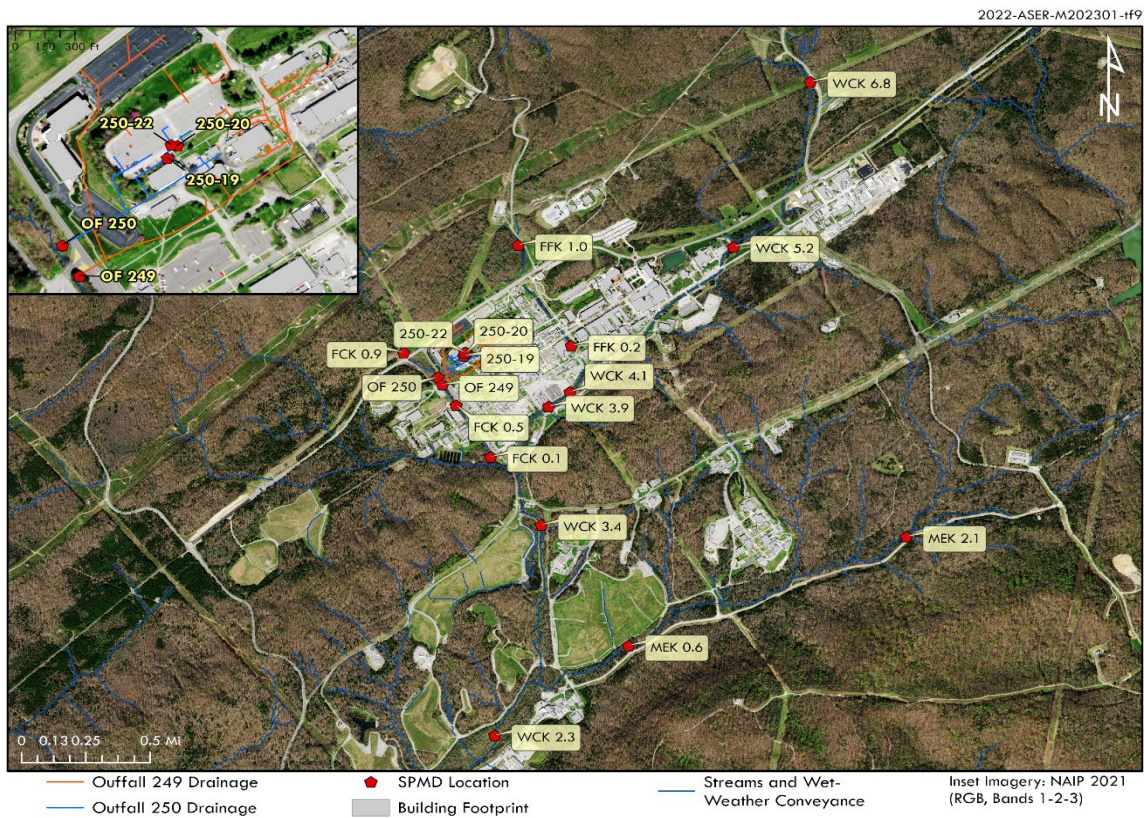 2022-ASER-M202301-tf9
0 150 300 Ft
250-22
250-20
250-19
OF 250
OF 249
N
WCK 6.8
FFK 1.0
WCK 5.2
250-22
250-20
FCK 0.9
250-19
FFK 0.2
OF 250
OF 249
WCK 4.1
WCK 3.9
FCK 0.5
FCK 0.1
WCK 3.4
MEK 2.1
MEK 0.6
WCK 2.3
0 0.13 0.25 0.5 Mi
Outfall 249 Drainage
Outfall 250 Drainage
SPMD Location
Building Footprint
Streams and Wet-
Weather Conveyance
Inset Imagery: NAIP 2021
(RGB, Bands 1-2-3)